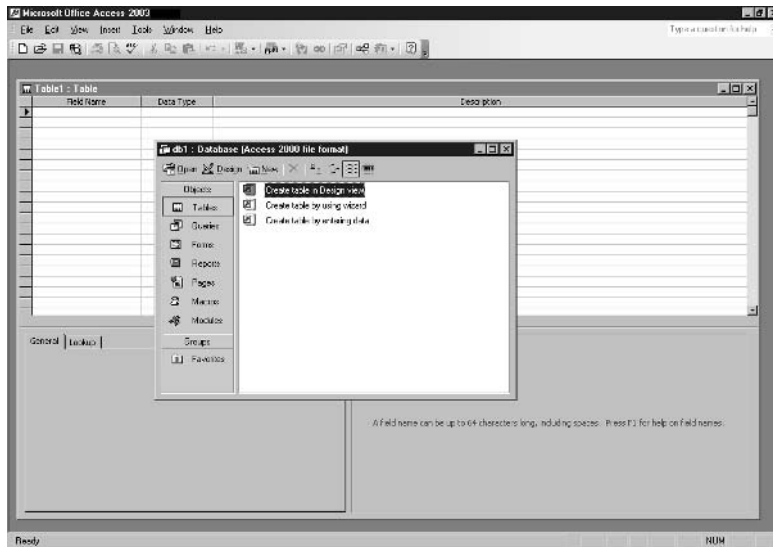 Microsoft Office Access 2003
File Edit View Insert Tools Window Help
Type a question for help
Table1 : Table
Field Name Data Type Description
db1 : Database (Access 2000 file format)
Open Design New
Objects
Create table in Design view
Tables
Create table by using wizard
Queries
Create table by entering data
Forms
Reports
Pages
Macros
Modules
Groups
Favorites
General Lookup
A field name can be up to 64 characters long, including spaces. Press F1 for help on field names.
Ready NUM